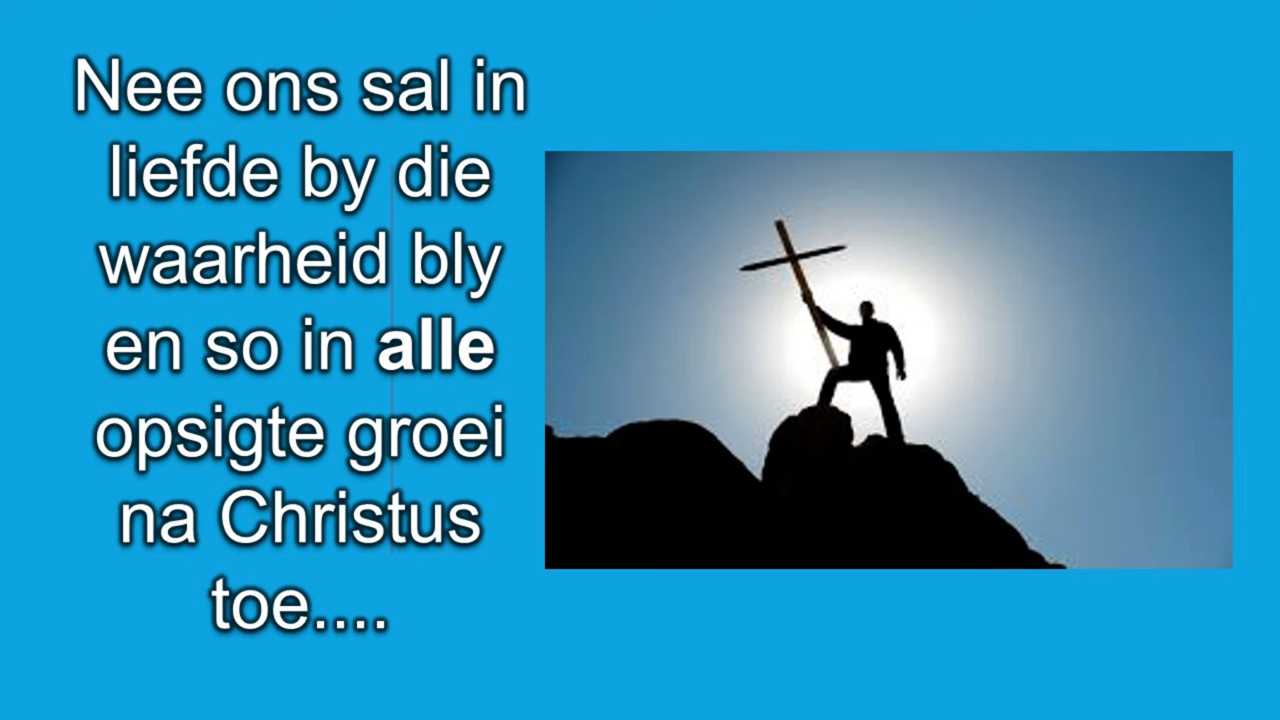 Nee ons sal in
liefde by die
waarheid bly
en so in alle
opsigte groei
na Christus
toe....